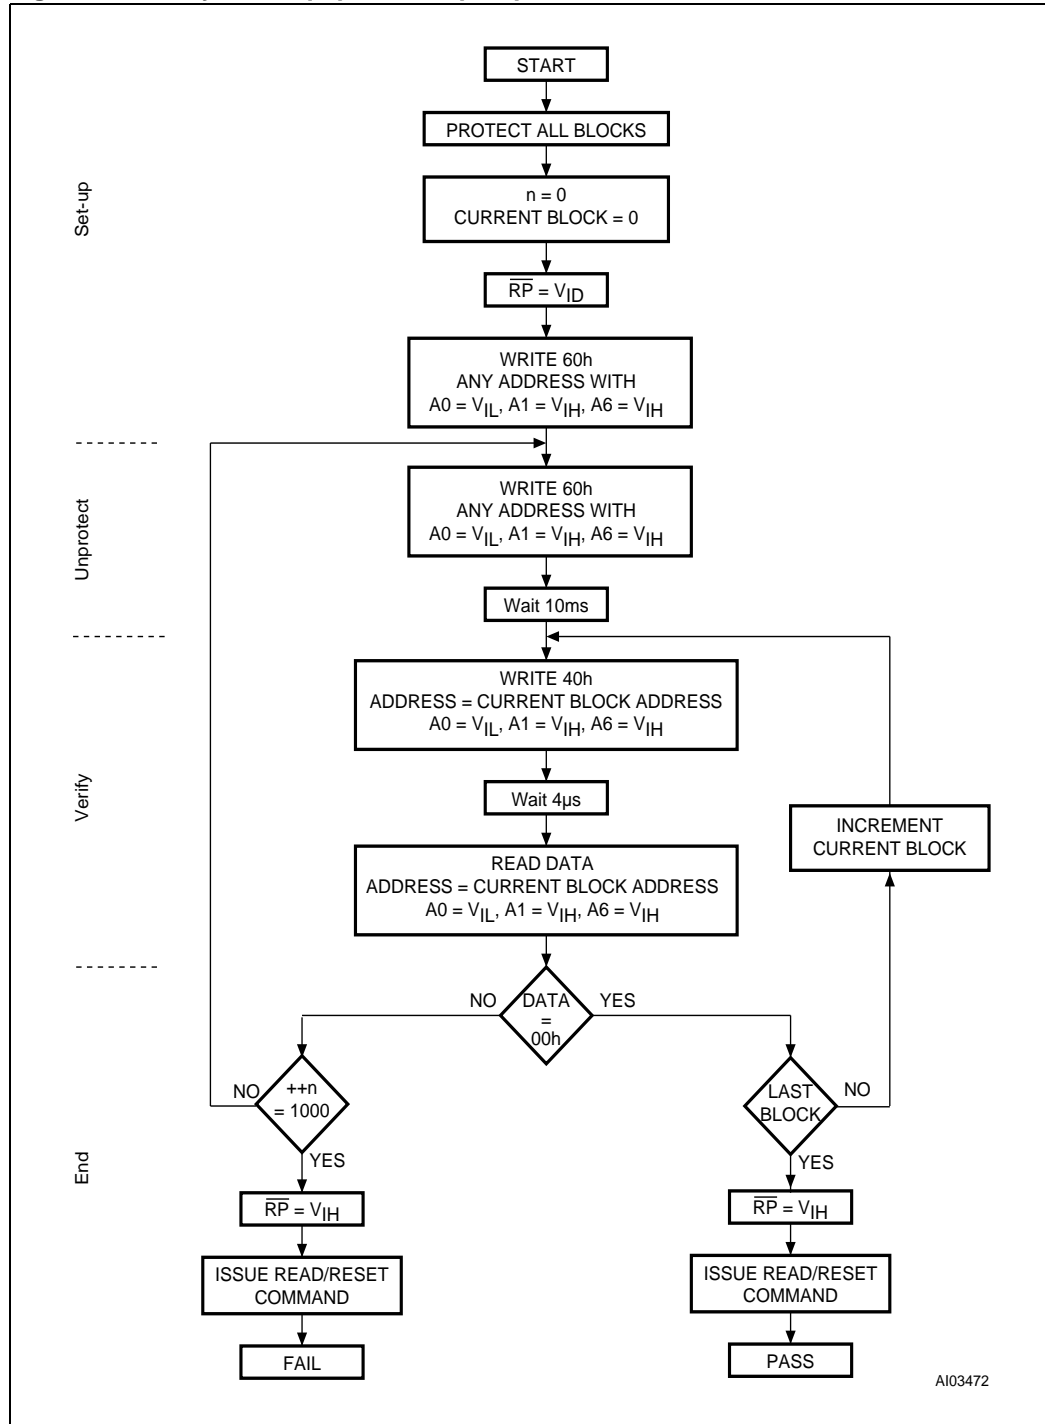 START
PROTECT ALL BLOCKS
n = 0
CURRENT BLOCK = 0
Set-up
RP = VID
WRITE 60h
ANY ADDRESS WITH
A0 = VIL, A1 = VIH, A6 = VIH
WRITE 60h
ANY ADDRESS WITH
A0 = VIL, A1 = VIH, A6 = VIH
Unprotect
Wait 10ms
WRITE 40h
ADDRESS = CURRENT BLOCK ADDRESS
A0 = VIL, A1 = VIH, A6 = VIH
Verify
Wait 4µs
INCREMENT
CURRENT BLOCK
READ DATA
ADDRESS = CURRENT BLOCK ADDRESS
A0 = VIL, A1 = VIH, A6 = VIH
NO
DATA
=
00h
YES
NO
++n
= 1000
LAST
BLOCK
NO
End
YES
YES
RP = VIH
RP = VIH
ISSUE READ/RESET
COMMAND
ISSUE READ/RESET
COMMAND
FAIL
PASS
AI03472